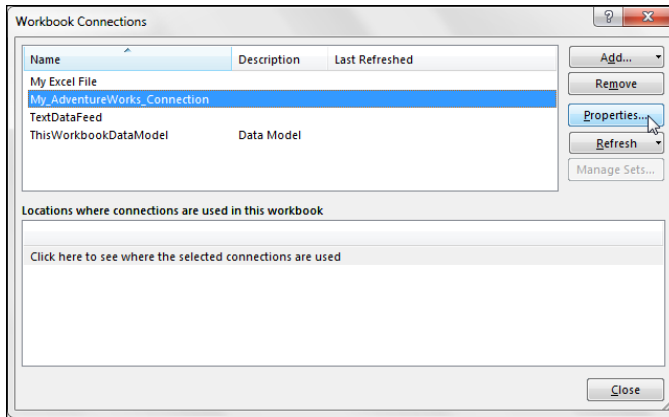 Workbook Connections
Name Description Last Refreshed
Add...
My Excel File
Remove
My_AdventureWorks_Connection
TextDataFeed
Properties...
ThisWorkbookDataModel Data Model
Refresh
Manage Sets...
Locations where connections are used in this workbook
Click here to see where the selected connections are used
Close